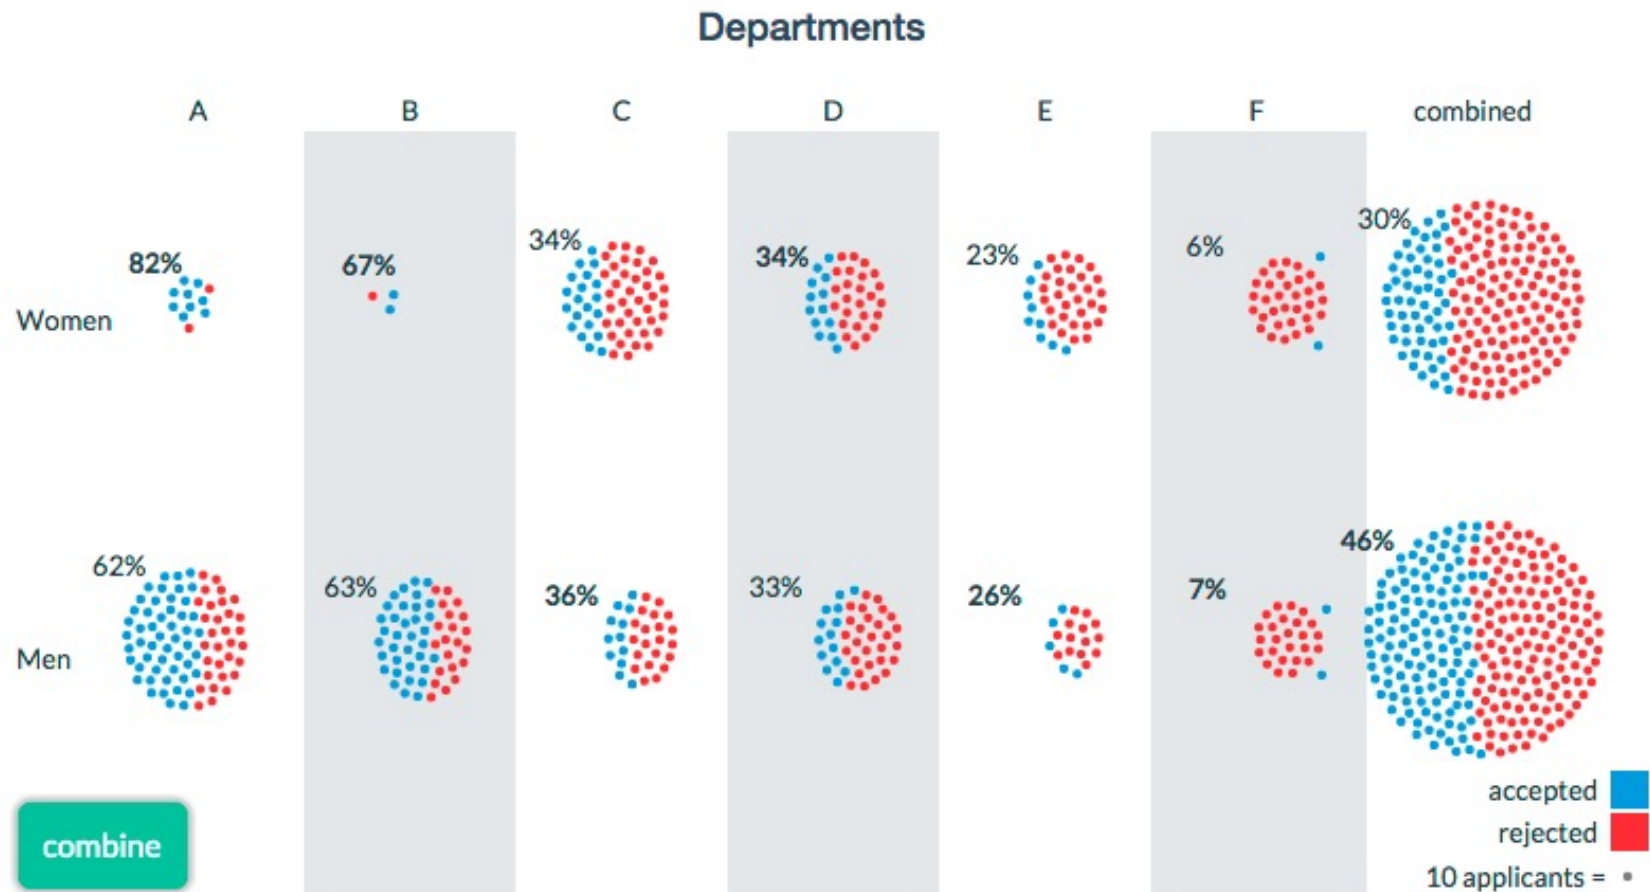 Departments
A B C D E F combined
82% 67% 34% 34% 23% 6% 30%
Women
62% 63% 36% 33% 26% 7% 46%
Men
accepted
rejected
combine
10 applicants =